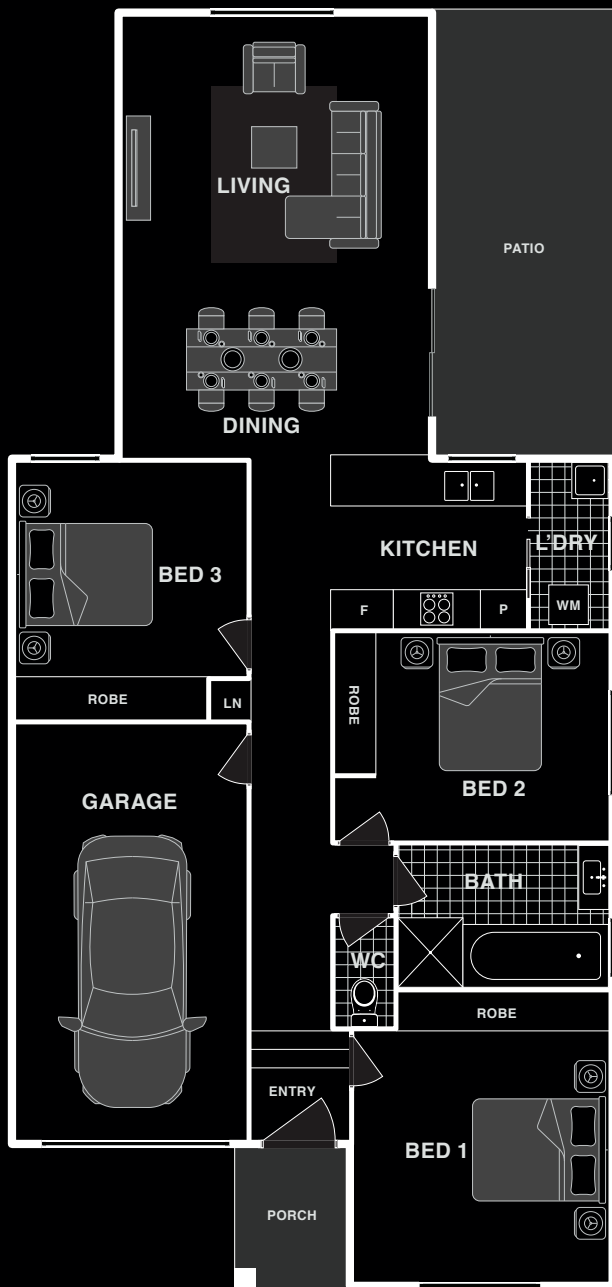 LIVING
PATIO
DINING
KITCHEN
L'DRY
BED 3
F
P
WM
ROBE
LN
ROBE
BED 2
GARAGE
BATH
WC
ROBE
ENTRY
BED 1
PORCH